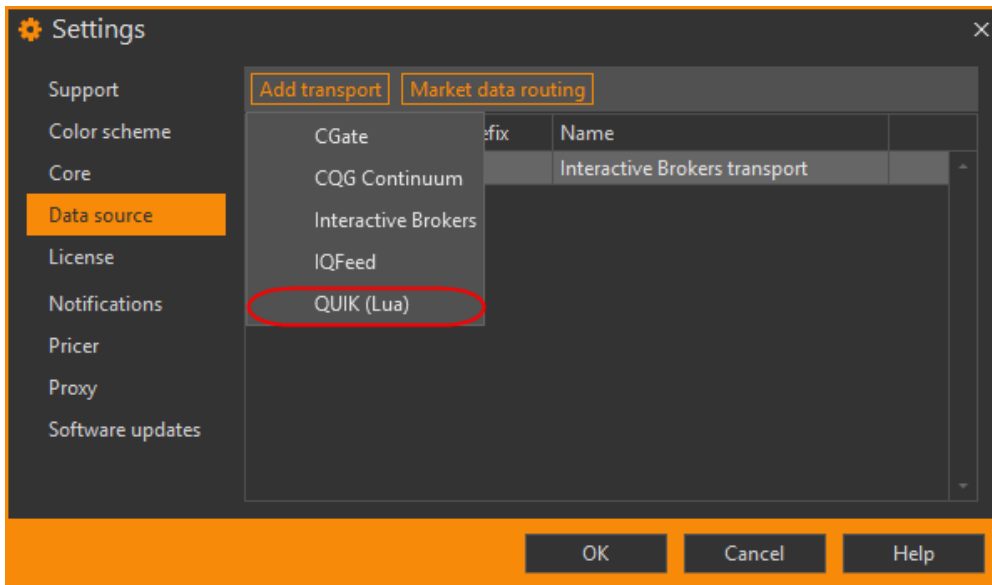 Settings
Support
Color scheme
Core
Data source
License
Notifications
Pricer
Proxy
Software updates
Add transport Market data routing
Name
Interactive Brokers transport
CGate
CQG Continuum
Interactive Brokers
IQFeed
QUIK (Lua)
OK Cancel Help